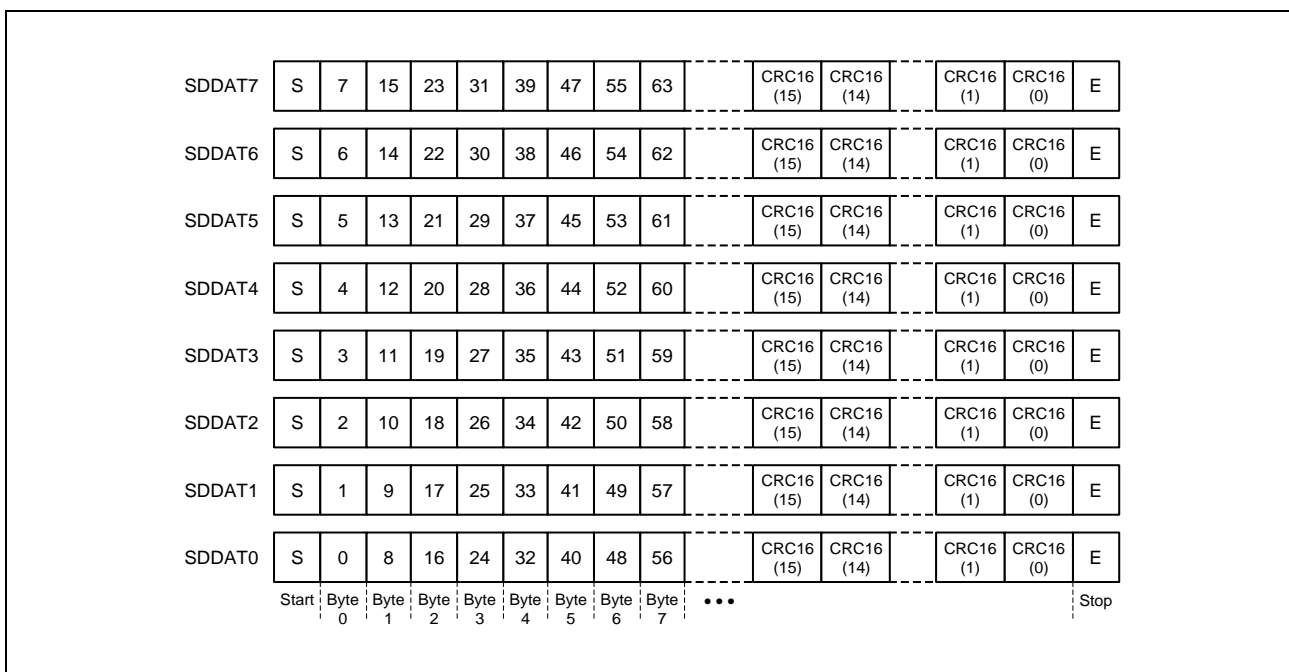 SDDAT7 S 7 15 23 31 39 47 55 63 CRC16 (15) CRC16 (14) CRC16 (1) CRC16 (0) E
SDDAT6 S 6 14 22 30 38 46 54 62 CRC16 (15) CRC16 (14) CRC16 (1) CRC16 (0) E
SDDAT5 S 5 13 21 29 37 45 53 61 CRC16 (15) CRC16 (14) CRC16 (1) CRC16 (0) E
SDDAT4 S 4 12 20 28 36 44 52 60 CRC16 (15) CRC16 (14) CRC16 (1) CRC16 (0) E
SDDAT3 S 3 11 19 27 35 43 51 59 CRC16 (15) CRC16 (14) CRC16 (1) CRC16 (0) E
SDDAT2 S 2 10 18 26 34 42 50 58 CRC16 (15) CRC16 (14) CRC16 (1) CRC16 (0) E
SDDAT1 S 1 9 17 25 33 41 49 57 CRC16 (15) CRC16 (14) CRC16 (1) CRC16 (0) E
SDDAT0 S 0 8 16 24 32 40 48 56 CRC16 (15) CRC16 (14) CRC16 (1) CRC16 (0) E
Start Byte 0 Byte 1 Byte 2 Byte 3 Byte 4 Byte 5 Byte 6 Byte 7 ••• Stop